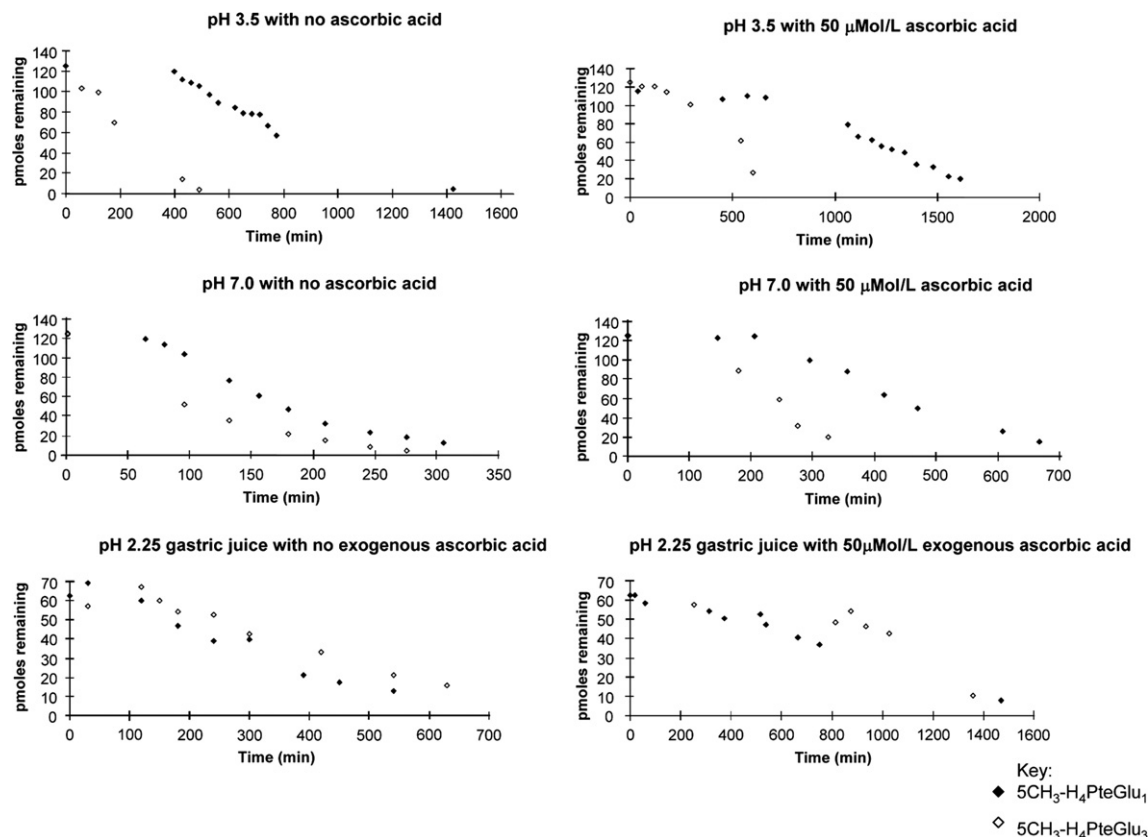 pH 3.5 with no ascorbic acid
pmoles remaining
140
120
100
80
60
40
20
0
0 200 400 600 800 1000 1200 1400 1600
Time (min)
pH 3.5 with 50 µMol/L ascorbic acid
pmoles remaining
140
120
100
80
60
40
20
0
0 500 1000 1500 2000
Time (min)
pH 7.0 with no ascorbic acid
pmoles remaining
140
120
100
80
60
40
20
0
0 50 100 150 200 250 300 350
Time (min)
pH 7.0 with 50 µMol/L ascorbic acid
pmoles remaining
140
120
100
80
60
40
20
0
0 100 200 300 400 500 600 700
Time (min)
pH 2.25 gastric juice with no exogenous ascorbic acid
pmoles remaining
70
60
50
40
30
20
10
0
0 100 200 300 400 500 600 700
Time (min)
pH 2.25 gastric juice with 50µMol/L exogenous ascorbic acid
pmoles remaining
70
60
50
40
30
20
10
0
0 200 400 600 800 1000 1200 1400 1600
Time (min)
Key:
5CH₃-H₄PteGlu₁
5CH₃-H₄PteGlu₃